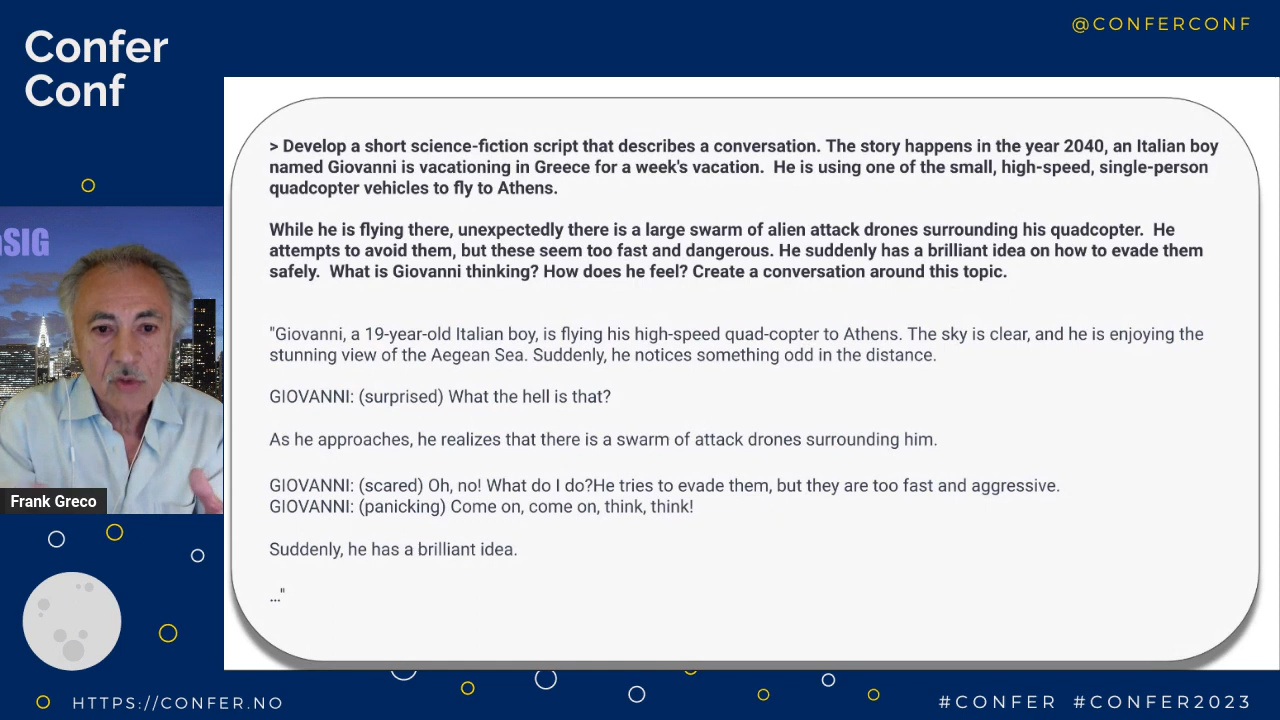 Confer
Conf
@CONFERCONF
SIG
Frank Greco
> Develop a short science-fiction script that describes a conversation. The story happens in the year 2040, an Italian boy
named Giovanni is vacationing in Greece for a week's vacation.  He is using one of the small, high-speed, single-person
quadcopter vehicles to fly to Athens.
While he is flying there, unexpectedly there is a large swarm of alien attack drones surrounding his quadcopter.  He
attempts to avoid them, but these seem too fast and dangerous. He suddenly has a brilliant idea on how to evade them
safely.  What is Giovanni thinking? How does he feel? Create a conversation around this topic.
"Giovanni, a 19-year-old Italian boy, is flying his high-speed quad-copter to Athens. The sky is clear, and he is enjoying the
stunning view of the Aegean Sea. Suddenly, he notices something odd in the distance.
GIOVANNI: (surprised) What the hell is that?
As he approaches, he realizes that there is a swarm of attack drones surrounding him.
GIOVANNI: (scared) Oh, no! What do I do?He tries to evade them, but they are too fast and aggressive.
GIOVANNI: (panicking) Come on, come on, think, think!
Suddenly, he has a brilliant idea.
..."
HTTPS://CONFER.NO
#CONFER #CONFER2023